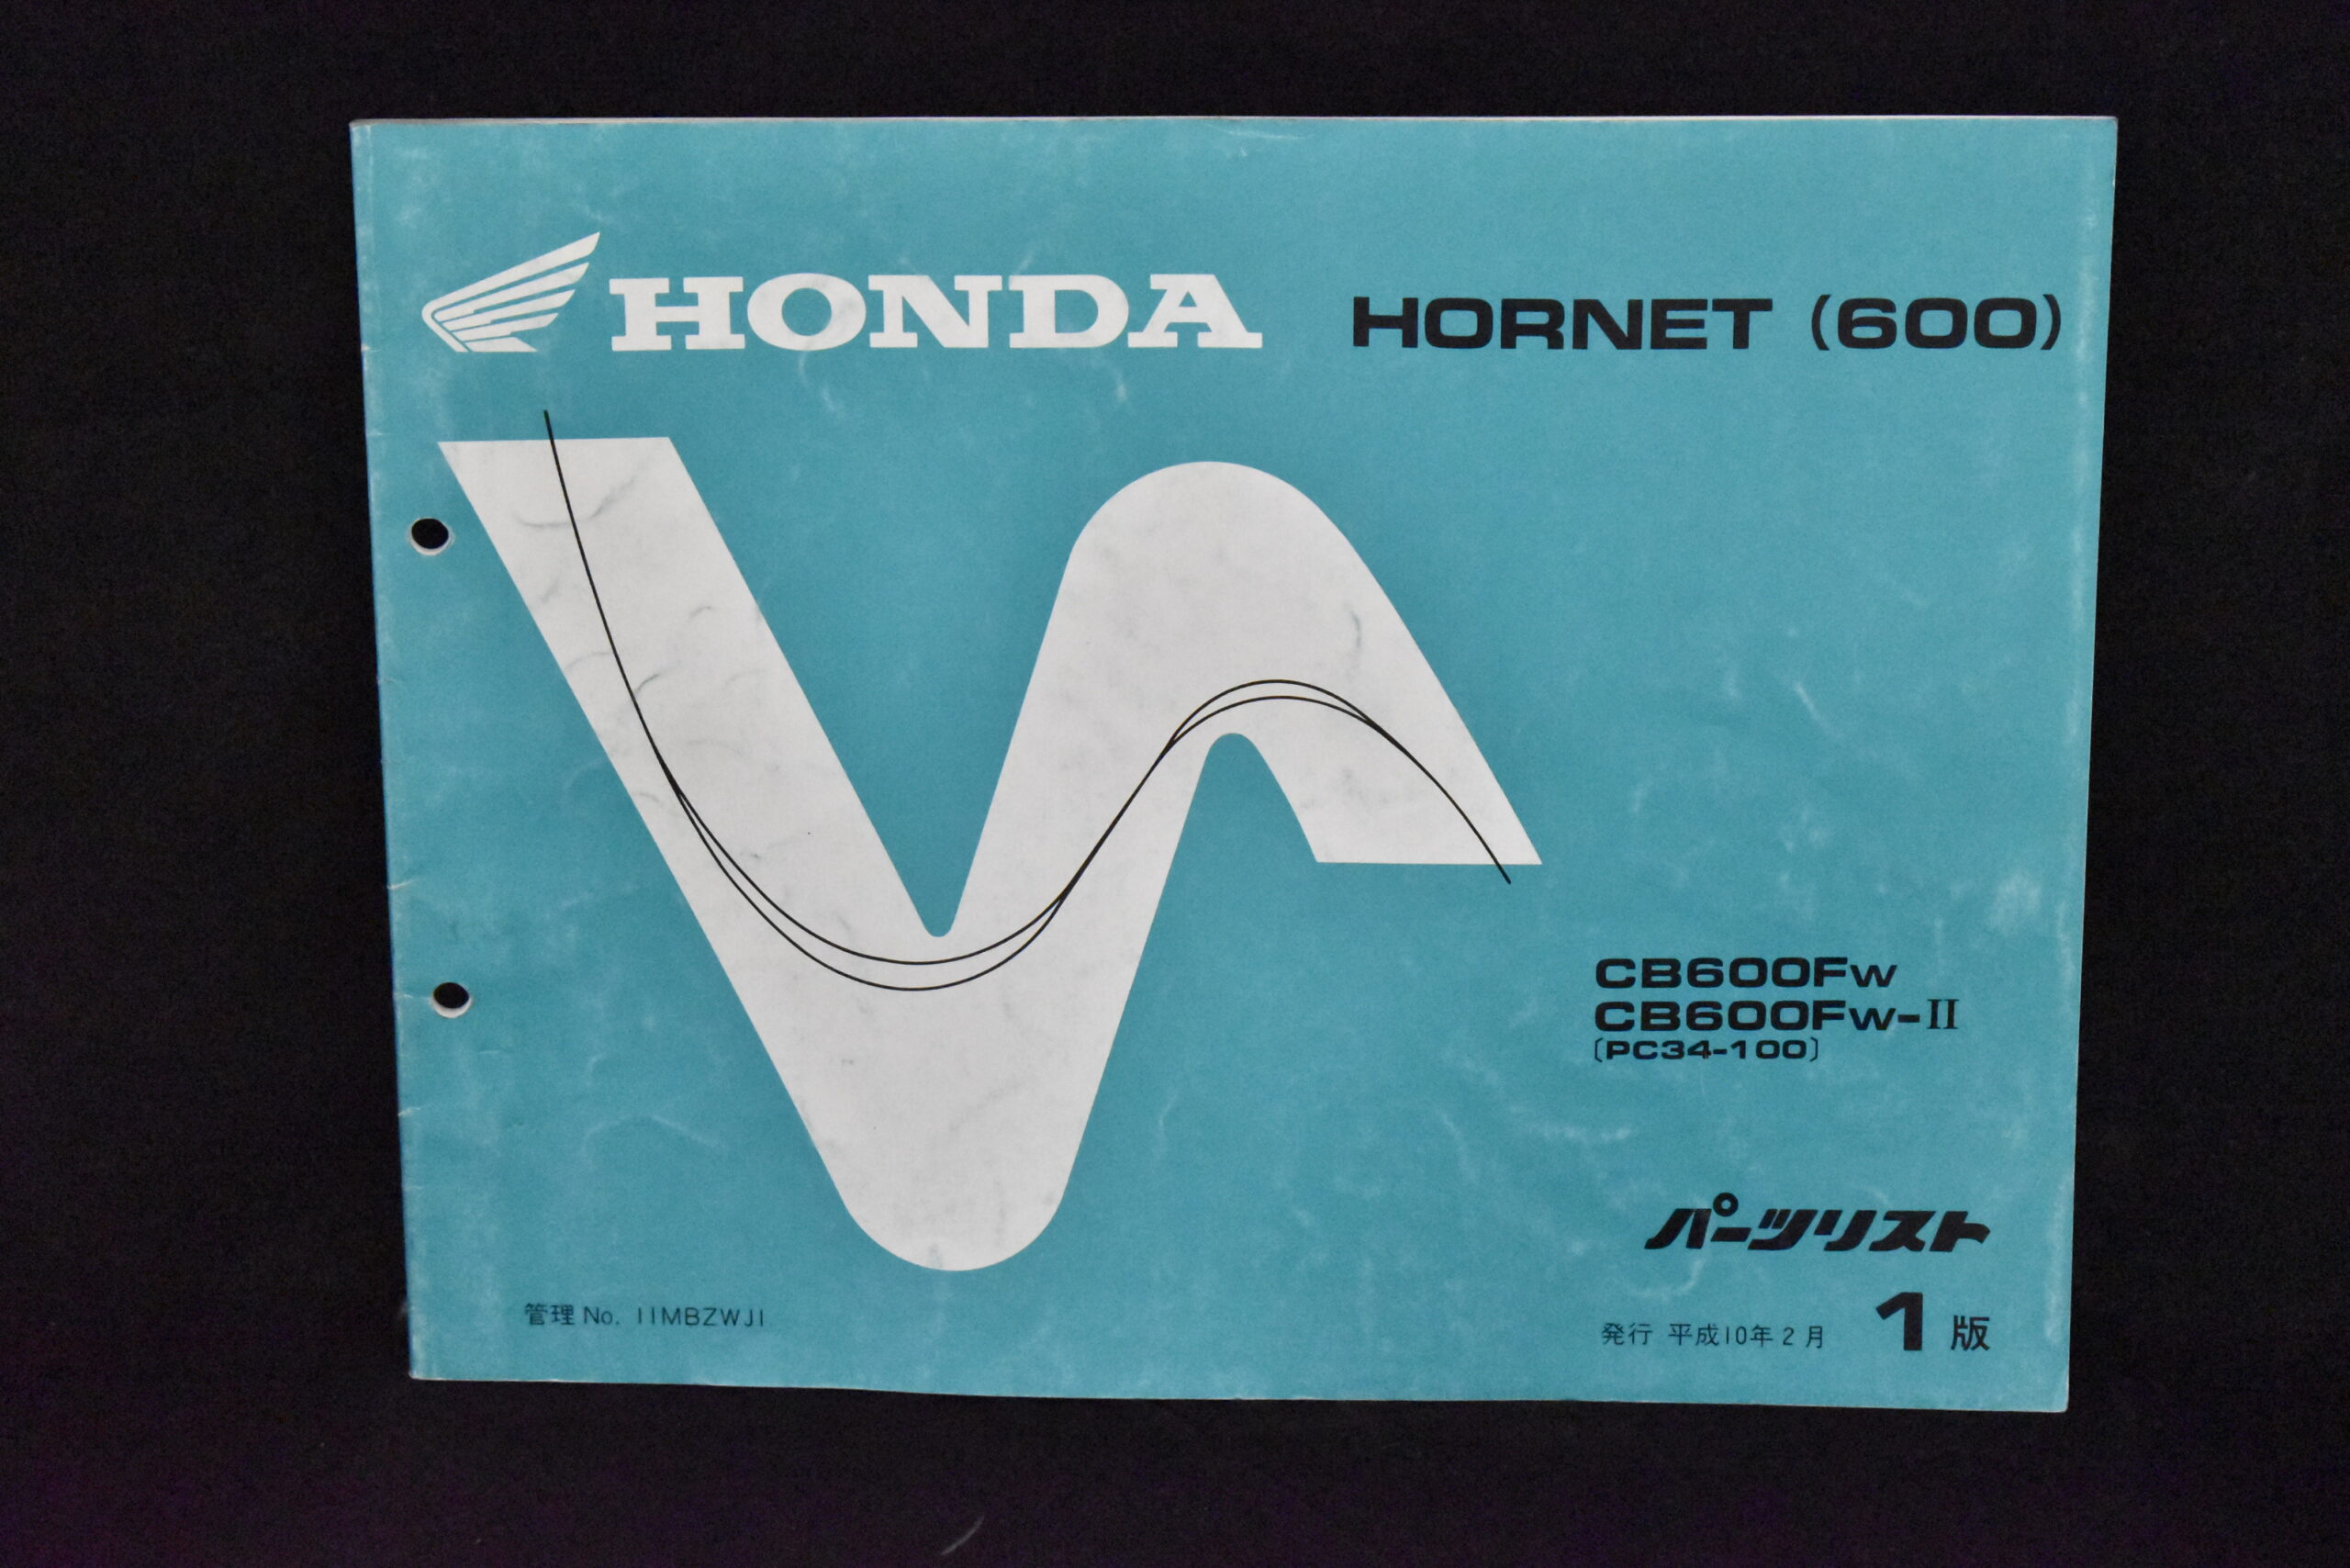 HONDA HORNET (600)
CB600FW
CB600FW-II
〔PC34-100〕
パーツリスト
管理 No. 11MBZWJ1
発行 平成10年2月 1版